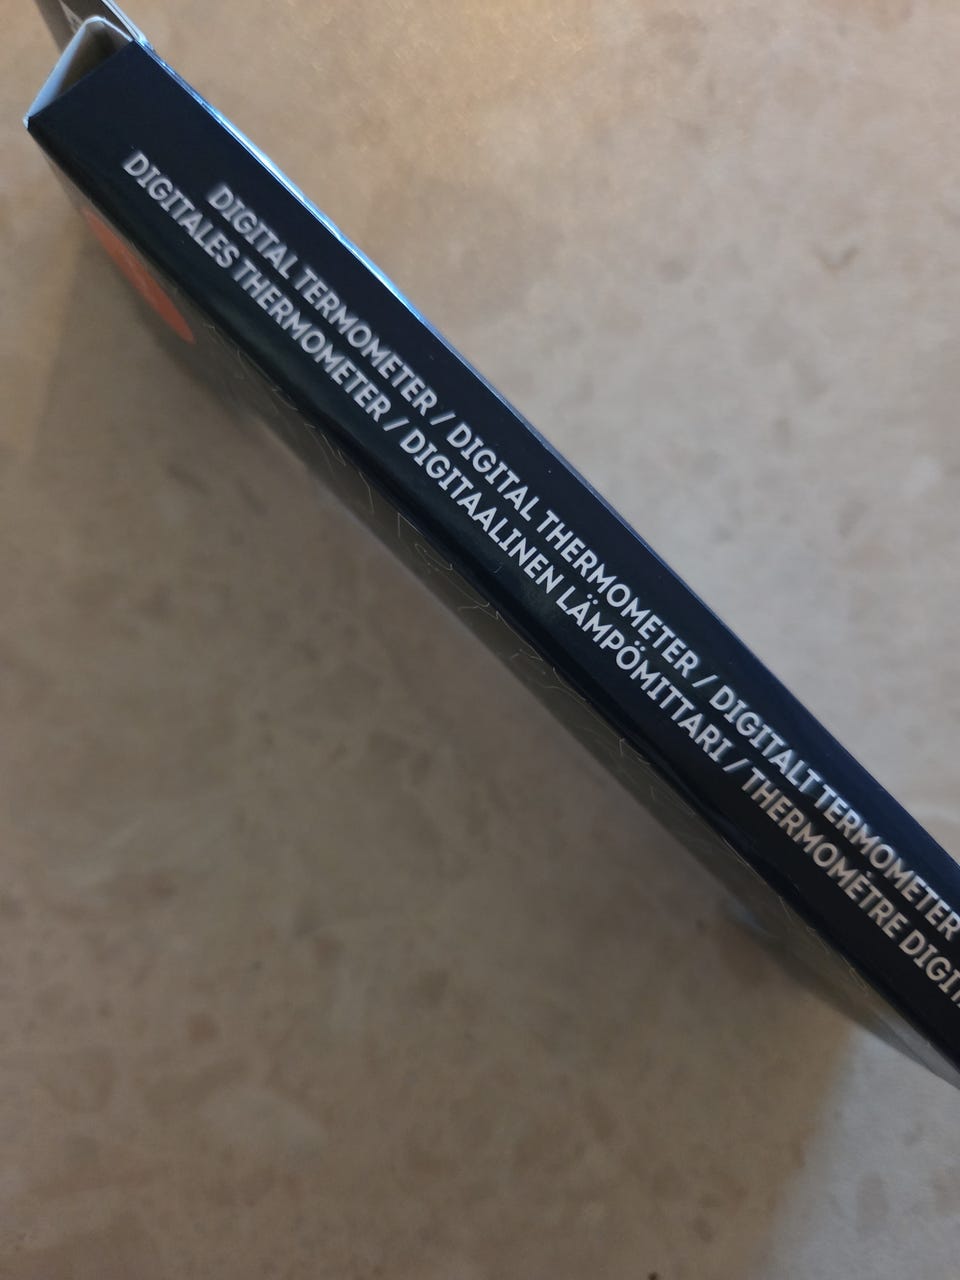 DIGITAL TERMOMETER / DIGITAL THERMOMETER / DIGITALT TERMOMETER
DIGITALES THERMOMETER / DIGITAALINEN LÄMPÖMITTARI / THERMOMÈTRE